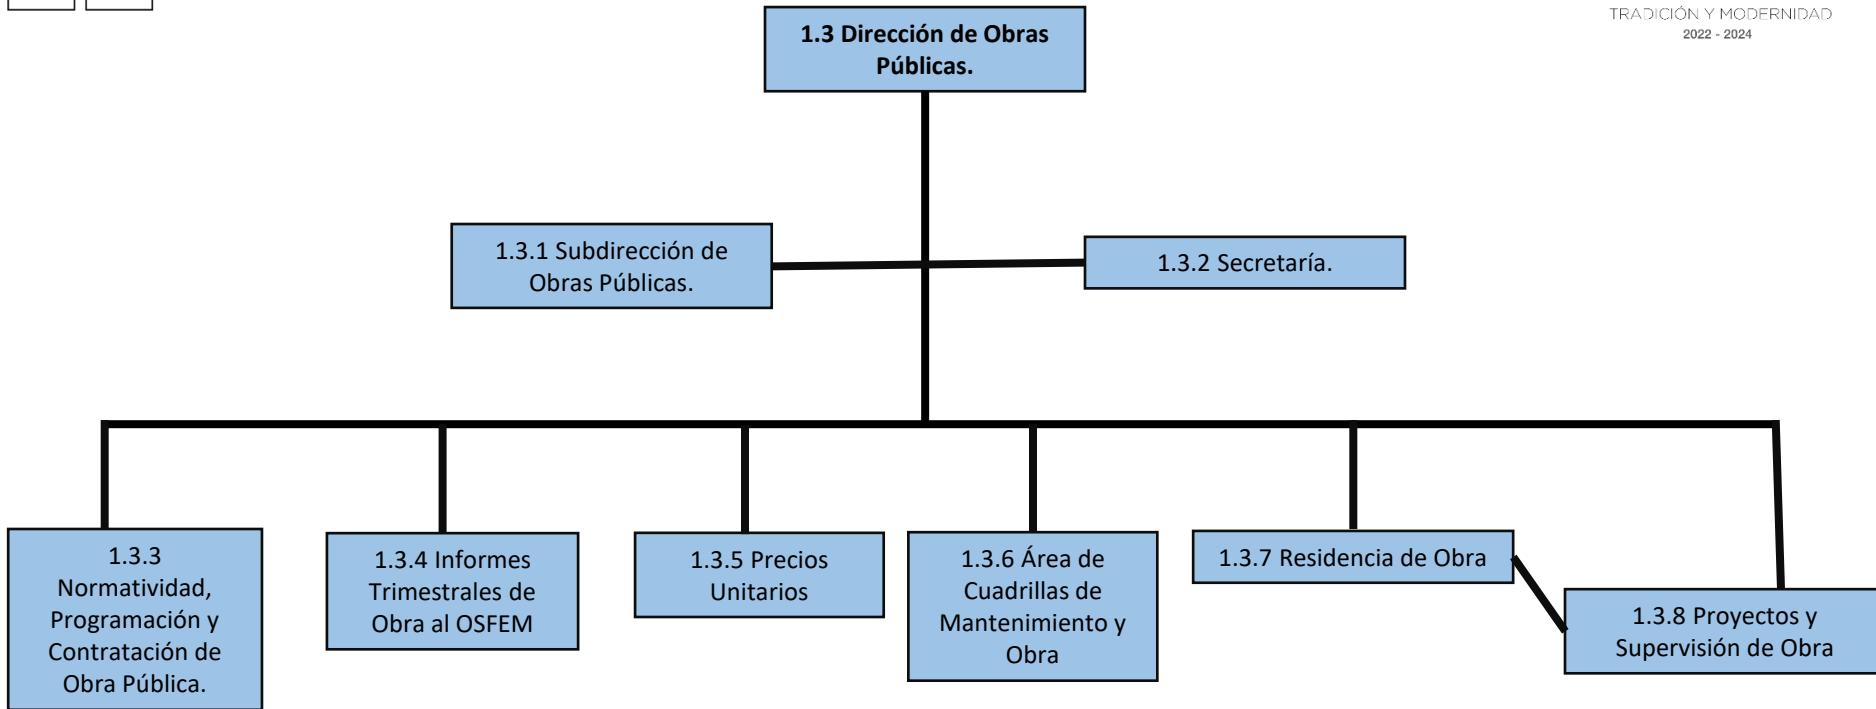 TRADICIÓN Y MODERNIDAD
2022 - 2024
1.3 Dirección de Obras
Públicas.
1.3.1 Subdirección de
Obras Públicas.
1.3.2 Secretaría.
1.3.3
Normatividad,
Programación y
Contratación de
Obra Pública.
1.3.4 Informes
Trimestrales de
Obra al OSFEM
1.3.5 Precios
Unitarios
1.3.6 Área de
Cuadrillas de
Mantenimiento y
Obra
1.3.7 Residencia de Obra
1.3.8 Proyectos y
Supervisión de Obra